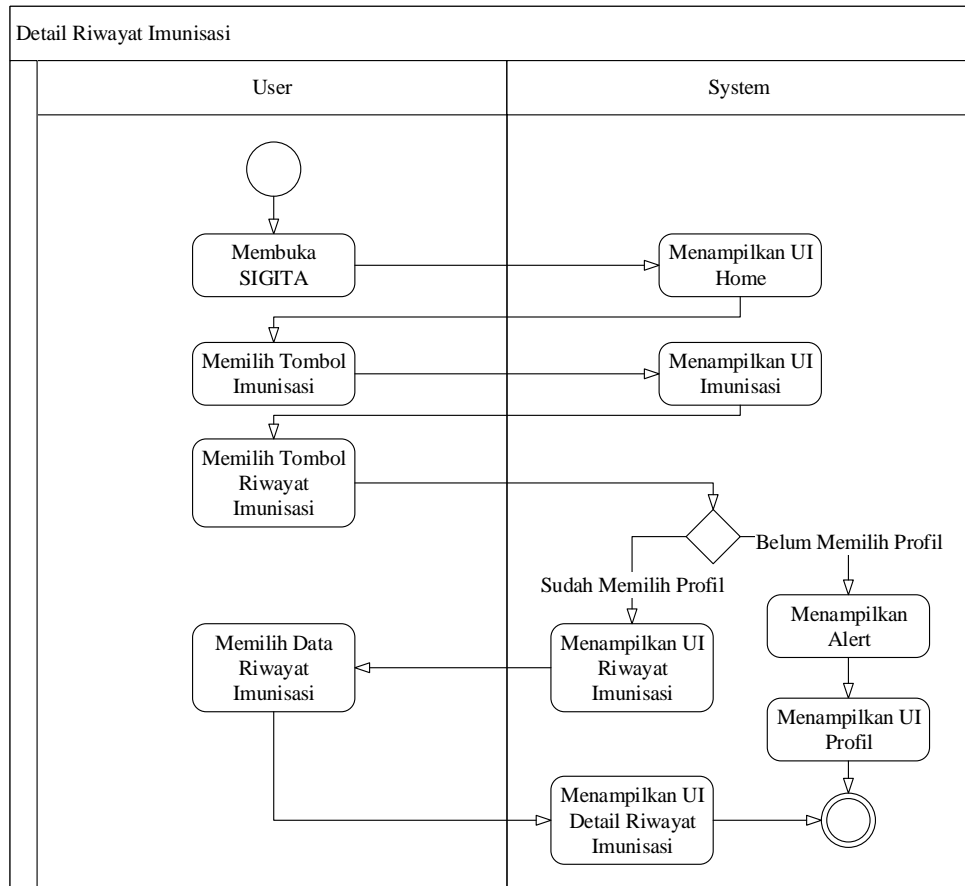 Detail Riwayat Imunisasi
User
System
Membuka
SIGITA
Menampilkan UI
Home
Memilih Tombol
Imunisasi
Menampilkan UI
Imunisasi
Memilih Tombol
Riwayat
Imunisasi
Belum Memilih Profil
Sudah Memilih Profil
Menampilkan
Alert
Memilih Data
Riwayat
Imunisasi
Menampilkan UI
Riwayat
Imunisasi
Menampilkan UI
Profil
Menampilkan UI
Detail Riwayat
Imunisasi